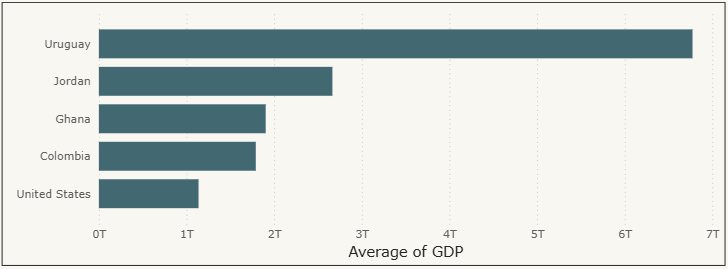 Uruguay
Jordan
Ghana
Colombia
United States
0T 1T 2T 3T 4T 5T 6T 7T
Average of GDP